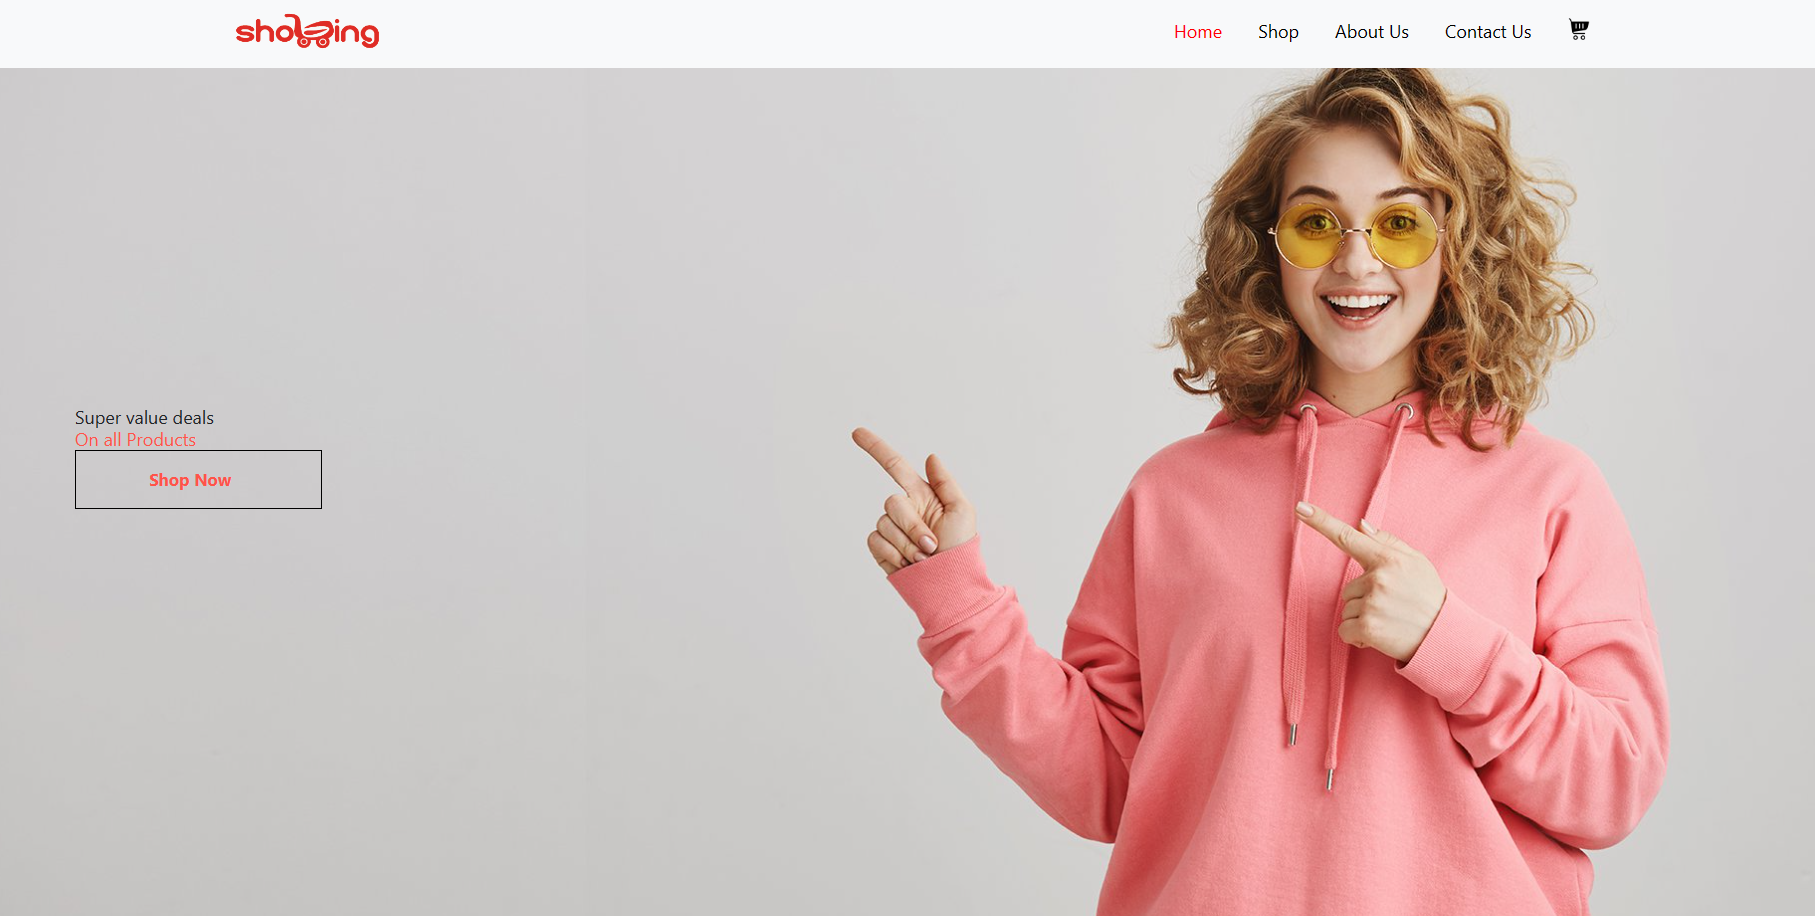 shopping
Home Shop About Us Contact Us
Super value deals
On all Products
Shop Now